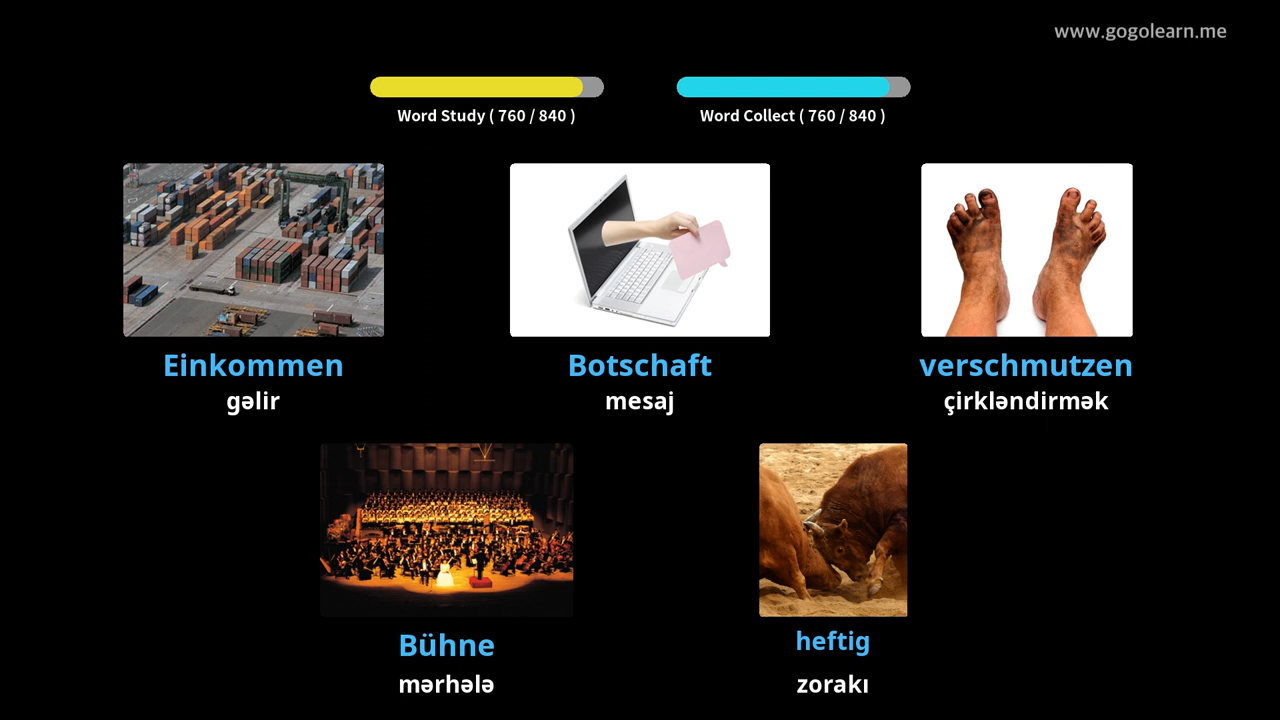 www.gogolearn.me
Word Study ( 760 / 840 )
Word Collect ( 760 / 840 )
Einkommen
gəlir
Botschaft
mesaj
verschmutzen
çirkləndirmək
Bühne
mərhələ
heftig
zorakı